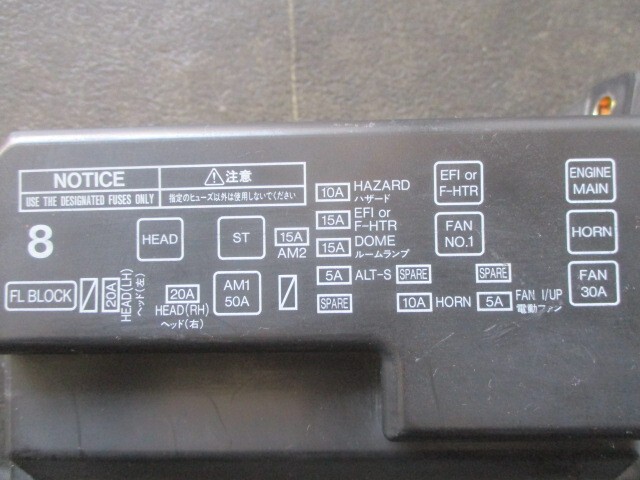 NOTICE
⚠注意
USE THE DESIGNATED FUSES ONLY
指定のヒューズ以外は使用しないでください
8
HEAD
ST
15A
AM2
10A HAZARD
ハザード
15A EFI or
F-HTR
15A DOME
ルームランプ
5A ALT-S
SPARE
EFI or
F-HTR
FAN
NO.1
ENGINE
MAIN
HORN
FAN
30A
SPARE
SPARE
FL BLOCK
20A
HEAD(LH)
ヘッド(左)
20A
HEAD(RH)
ヘッド(右)
AM1
50A
10A HORN
5A FAN I/UP
電動ファン